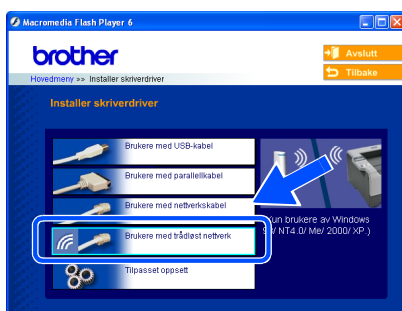 Macromedia Flash Player 6
brother
Avslutt
Tilbake
Hovedmeny >> Installer skriverdriver
Installer skriverdriver
Brukere med USB-kabel
Brukere med parallellkabel
Brukere med nettverkskabel
Brukere med trådløst nettverk
Tilpasset oppsett
(Kun brukere av Windows
/ NT4.0/ Me/ 2000/ XP.)